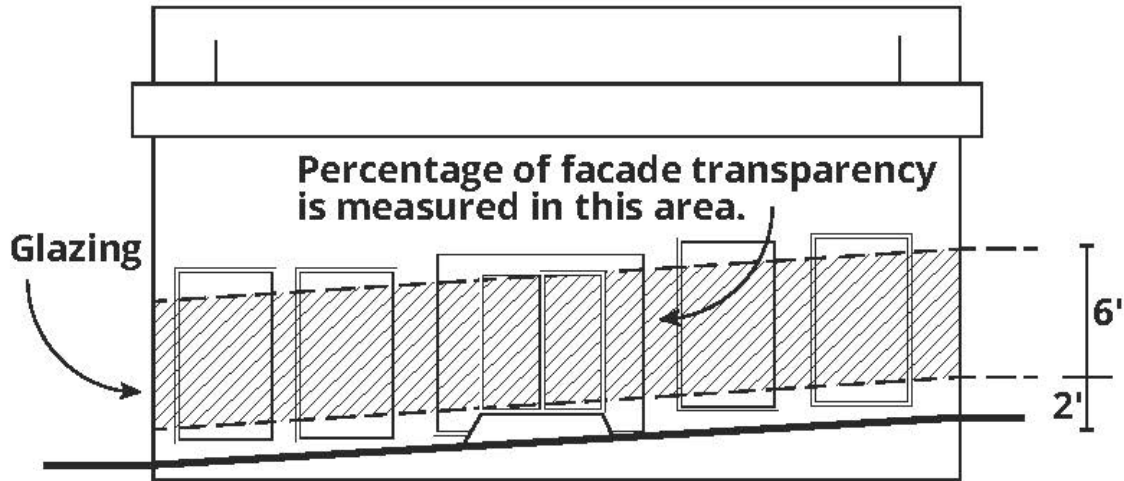 Percentage of facade transparency
is measured in this area.
Glazing
6'
2'